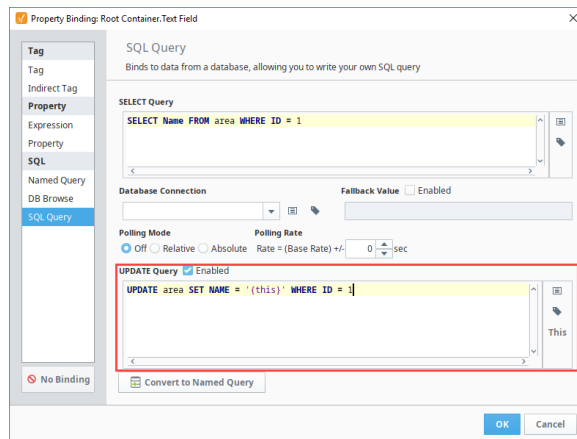 Property Binding: Root Container.Text Field
Tag
Tag
Indirect Tag
Property
Expression
Property
SQL
Named Query
DB Browse
SQL Query
No Binding
SQL Query
Binds to data from a database, allowing you to write your own SQL query
SELECT Query
SELECT Name FROM area WHERE ID = 1
Database Connection
Fallback Value Enabled
Polling Mode
Polling Rate
Off Relative Absolute Rate = (Base Rate) +/- 0 sec
UPDATE Query Enabled
UPDATE area SET NAME = '{this}' WHERE ID = 1
This
Convert to Named Query
OK Cancel